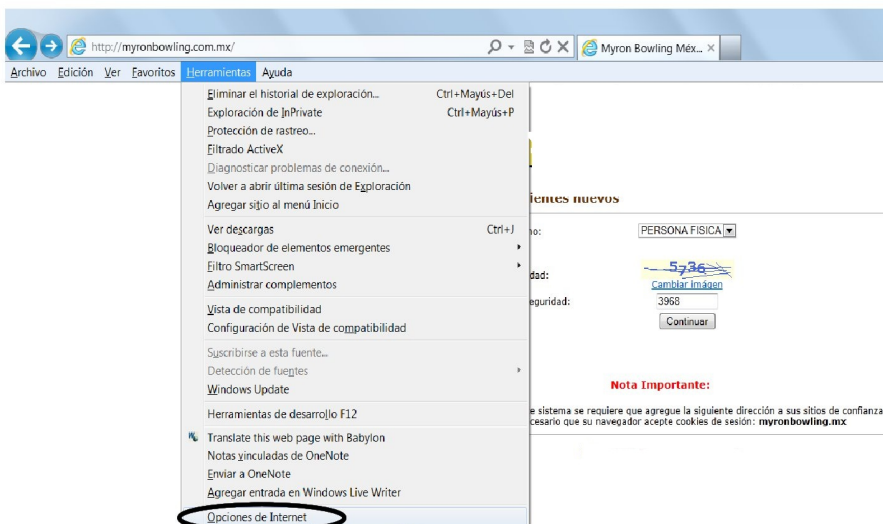 http://myronbowling.com.mx/
Myron Bowling Méx...
Archivo Edición Ver Favoritos Herramientas Ayuda
Eliminar el historial de exploración... Ctrl+Mayús+Del
Exploración de InPrivate Ctrl+Mayús+P
Protección de rastreo...
Filtrado ActiveX
Diagnosticar problemas de conexión...
Volver a abrir última sesión de Exploración
Agregar sitio al menú Inicio
Ver descargas Ctrl+J
Bloqueador de elementos emergentes
Filtro SmartScreen
Administrar complementos
Vista de compatibilidad
Configuración de Vista de compatibilidad
Suscribirse a esta fuente...
Detección de fuentes
Windows Update
Herramientas de desarrollo F12
Translate this web page with Babylon
Notas vinculadas de OneNote
Enviar a OneNote
Agregar entrada en Windows Live Writer
Opciones de Internet
ientes nuevos
no: PERSONA FISICA
5736
dad:
Cambiar imágen
eguridad: 3968
Continuar
Nota Importante:
e sistema se requiere que agregue la siguiente dirección a sus sitios de confianza
cesario que su navegador acepte cookies de sesión: myronbowling.mx